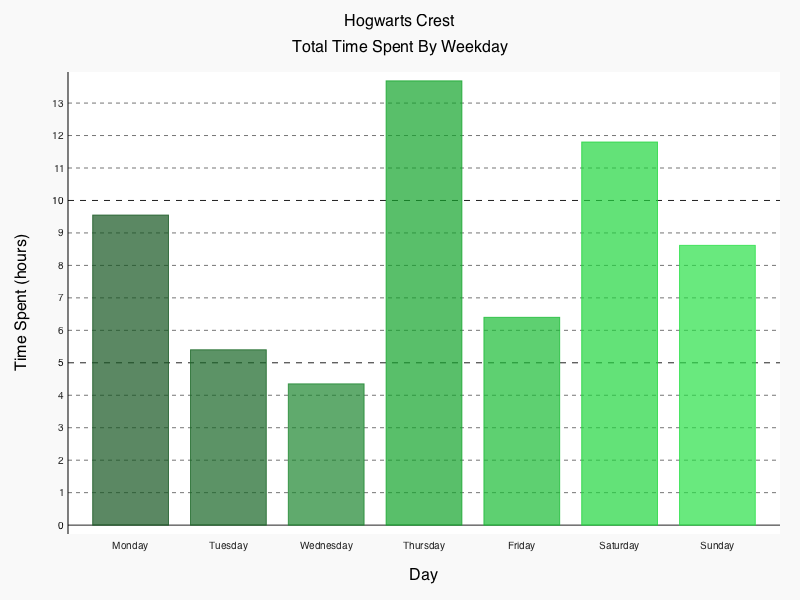 Hogwarts Crest
Total Time Spent By Weekday
Time Spent (hours)
13
12
11
10
9
8
7
6
5
4
3
2
1
0
Monday Tuesday Wednesday Thursday Friday Saturday Sunday
Day